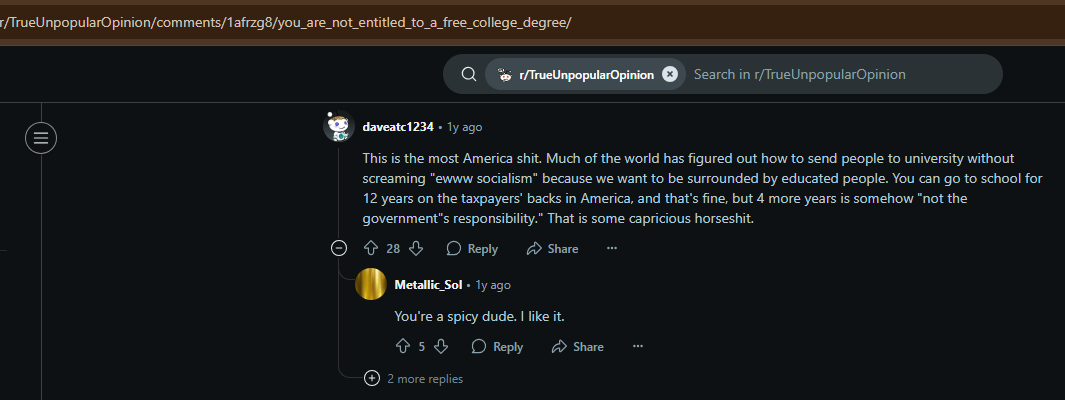 r/TrueUnpopularOpinion/comments/1afrzg8/you_are_not_entitled_to_a_free_college_degree/
r/TrueUnpopularOpinion Search in r/TrueUnpopularOpinion
daveatc1234 • 1y ago
This is the most America shit. Much of the world has figured out how to send people to university without
screaming "ewww socialism" because we want to be surrounded by educated people. You can go to school for
12 years on the taxpayers' backs in America, and that's fine, but 4 more years is somehow "not the
government"s responsibility." That is some capricious horseshit.
28 Reply Share ...
Metallic_Sol • 1y ago
You're a spicy dude. I like it.
5 Reply Share ...
2 more replies